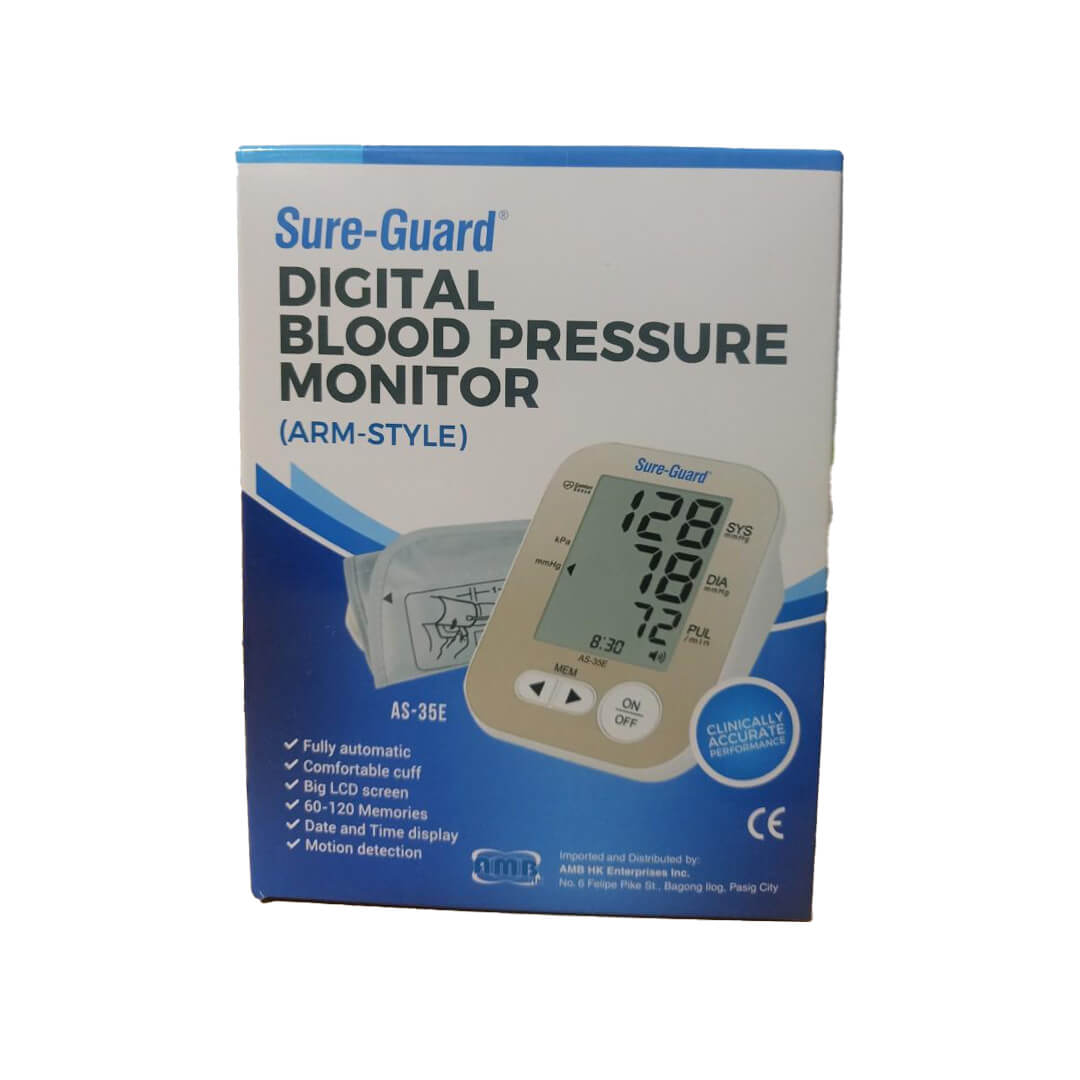 Sure-Guard®
DIGITAL
BLOOD PRESSURE
MONITOR
(ARM-STYLE)
Sure-Guard
kPa
mmHg
128
SYS
mmHg
78
DIA
mmHg
72
PUL
/min
8:30
AS-35E
MEM
ON
OFF
1
AS-35E
CLINICALLY
ACCURATE
PERFORMANCE
✓ Fully automatic
✓ Comfortable cuff
✓ Big LCD screen
✓ 60-120 Memories
✓ Date and Time display
✓ Motion detection
CE
AMB
Imported and Distributed by:
AMB HK Enterprises Inc.
No. 6 Felipe Pike St., Bagong Ilog, Pasig City